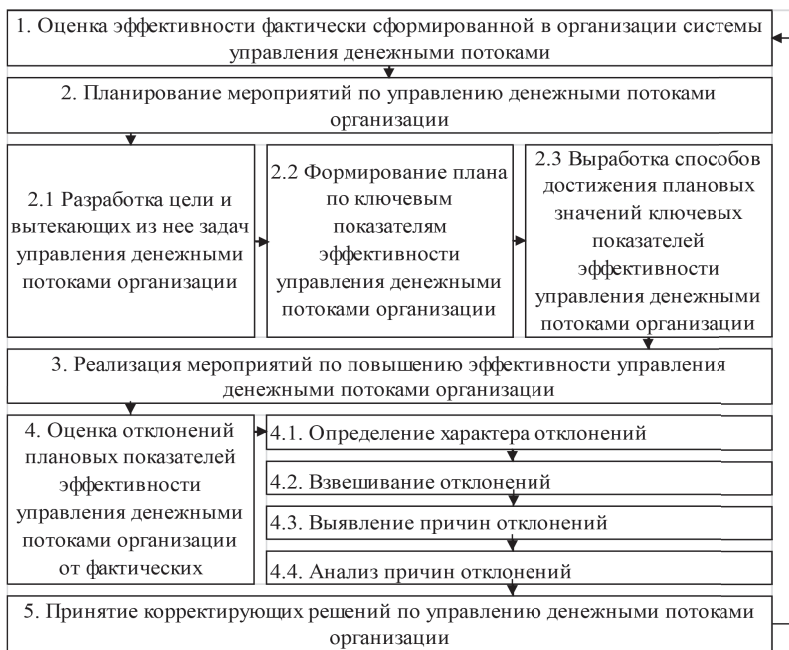 1. Оценка эффективности фактически сформированной в организации системы
управления денежными потоками
2. Планирование мероприятий по управлению денежными потоками
организации
2.1 Разработка цели и
вытекающих из нее задач
управления денежными
потоками организации
2.2 Формирование плана
по ключевым
показателям
эффективности
управления денежными
потоками организации
2.3 Выработка способов
достижения плановых
значений ключевых
показателей
эффективности
управления денежными
потоками организации
3. Реализация мероприятий по повышению эффективности управления
денежными потоками организации
4. Оценка отклонений
плановых показателей
эффективности
управления денежными
потоками организации
от фактических
4.1. Определение характера отклонений
4.2. Взвешивание отклонений
4.3. Выявление причин отклонений
4.4. Анализ причин отклонений
5. Принятие корректирующих решений по управлению денежными потоками
организации